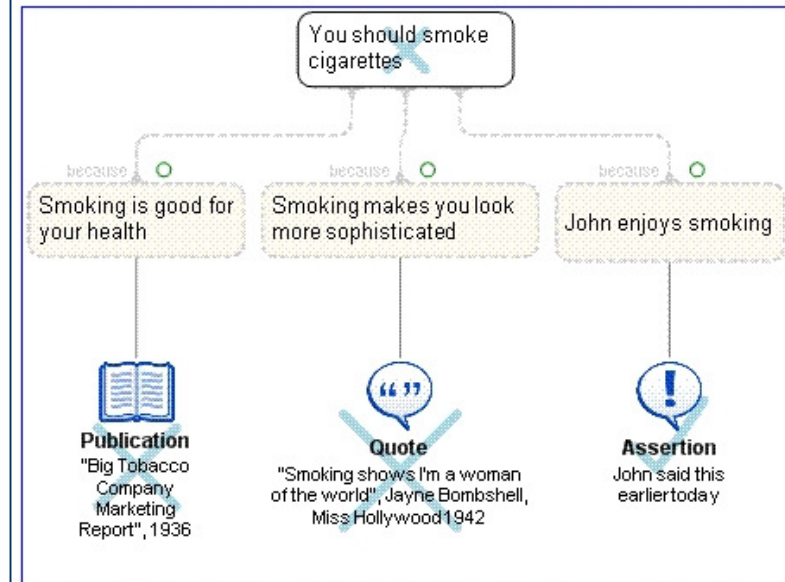 You should smoke
cigarettes
because
because
because
Smoking is good for
your health
Smoking makes you look
more sophisticated
John enjoys smoking
“ ”
!
Publication
"Big Tobacco
Company
Marketing
Report", 1936
Quote
"Smoking shows I'm a woman
of the world", Jayne Bombshell,
Miss Hollywood 1942
Assertion
John said this
earlier today